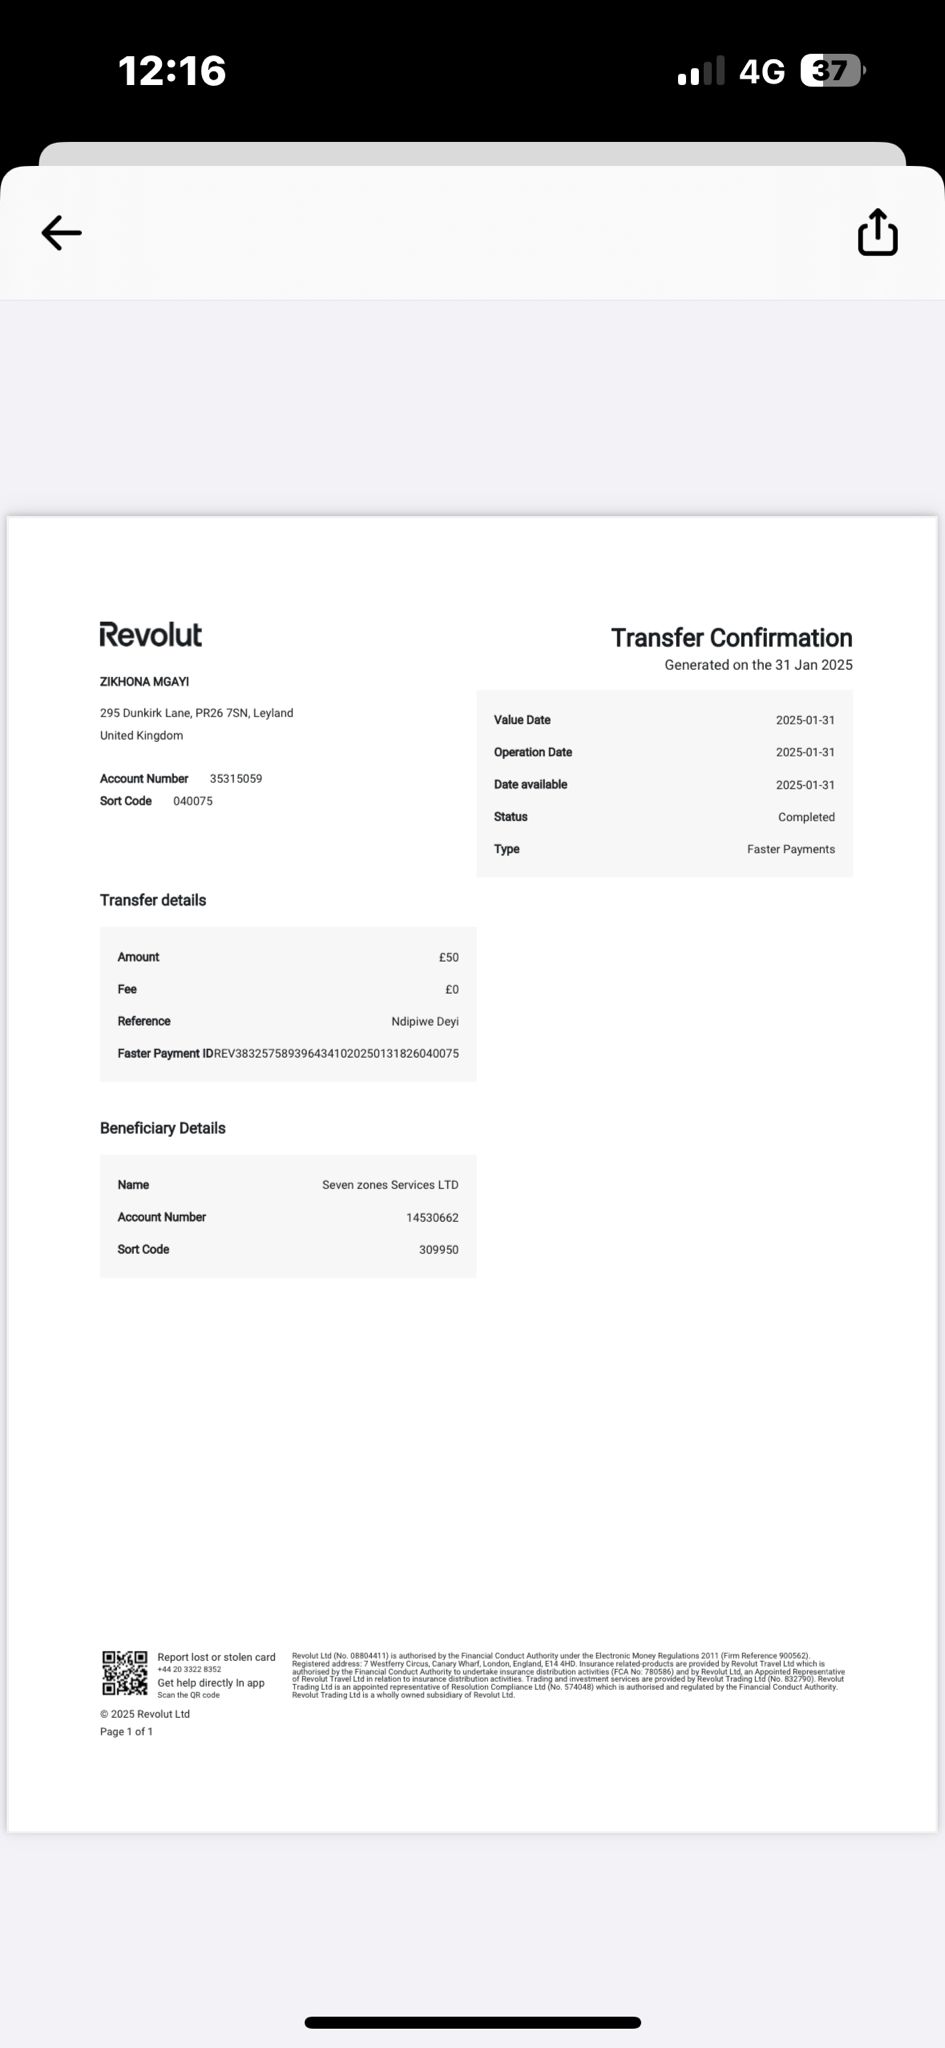 12:16
4G
37
Revolut
Transfer Confirmation
Generated on the 31 Jan 2025
ZIKHONA MGAYI
295 Dunkirk Lane, PR26 7SN, Leyland
United Kingdom
Account Number 35315059
Sort Code 040075
Value Date 2025-01-31
Operation Date 2025-01-31
Date available 2025-01-31
Status Completed
Type Faster Payments
Transfer details
Amount £50
Fee £0
Reference Ndipiwe Deyi
Faster Payment IDREV383257589396434102025013182604​0075
Beneficiary Details
Name Seven zones Services LTD
Account Number 14530662
Sort Code 309950
Report lost or stolen card
+44 20 3322 8352
Get help directly In app
Scan the QR code
Revolut Ltd (No. 08804411) is authorised by the Financial Conduct Authority under the Electronic Money Regulations 2011 (Firm Reference 900562).
Registered address: 7 Westferry Circus, Canary Wharf, London, England, E14 4HD. Insurance related-products are provided by Revolut Travel Ltd which is
authorised by the Financial Conduct Authority to undertake insurance distribution activities (FCA No: 780586) and by Revolut Ltd, an Appointed Representative
of Revolut Travel Ltd in relation to insurance distribution activities. Trading and investment services are provided by Revolut Trading Ltd (No. 832790). Revolut
Trading Ltd is an appointed representative of Resolution Compliance Ltd (No. 574048) which is authorised and regulated by the Financial Conduct Authority.
Revolut Trading Ltd is a wholly owned subsidiary of Revolut Ltd.
© 2025 Revolut Ltd
Page 1 of 1